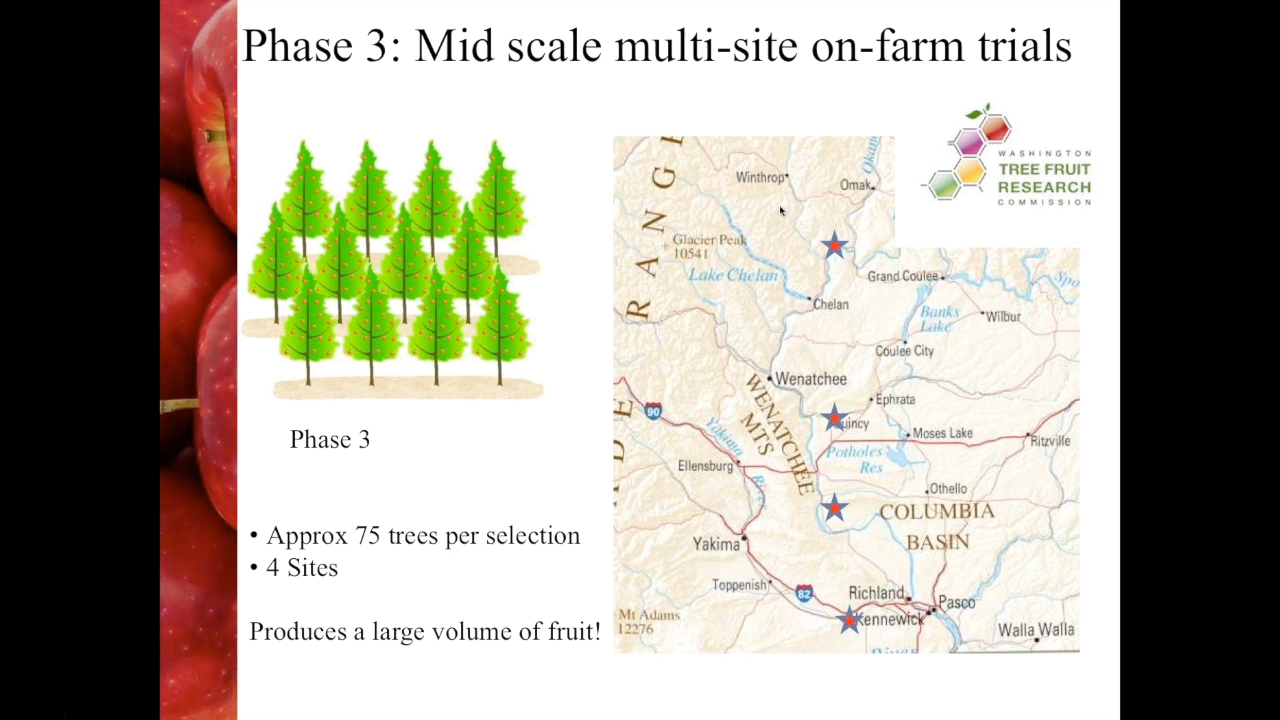 Phase 3: Mid scale multi-site on-farm trials
WASHINGTON
TREE FRUIT
RESEARCH
COMMISSION
Phase 3
• Approx 75 trees per selection
• 4 Sites
Produces a large volume of fruit!
RANGE
Winthrop
Omak
Glacier Peak
10541
Lake Chelan
Grand Coulee
Chelan
Banks
Lake
Wilbur
Coulee City
Wenatchee
WENATCHEE
MTS
Ephrata
90
Yakima
River
Moses Lake
Ritzville
Potholes
Res
Ellensburg
Othello
COLUMBIA
BASIN
Yakima
Toppenish
82
Richland
Pasco
Kennewick
Mt Adams
12276
Walla Walla